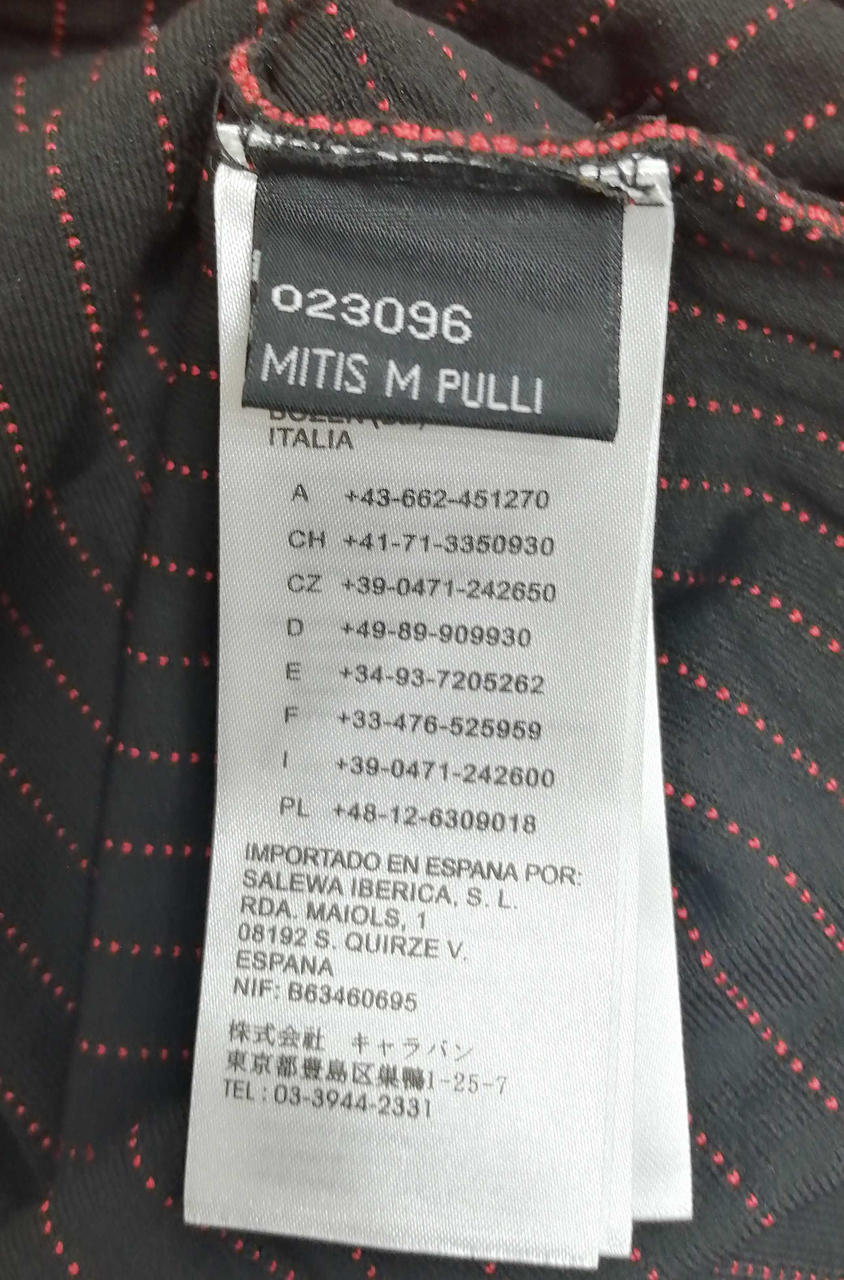 023096
MITIS M PULLI
ITALIA
A +43-662-451270
CH +41-71-3350930
CZ +39-0471-242650
D +49-89-909930
E +34-93-7205262
F +33-476-525959
I +39-0471-242600
PL +48-12-6309018
IMPORTADO EN ESPANA POR:
SALEWA IBERICA, S. L.
RDA. MAIOLS, 1
08192 S. QUIRZE V.
ESPANA
NIF: B63460695
株式会社 キャラバン
東京都豊島区巣鴨1-25-7
TEL : 03-3944-2331